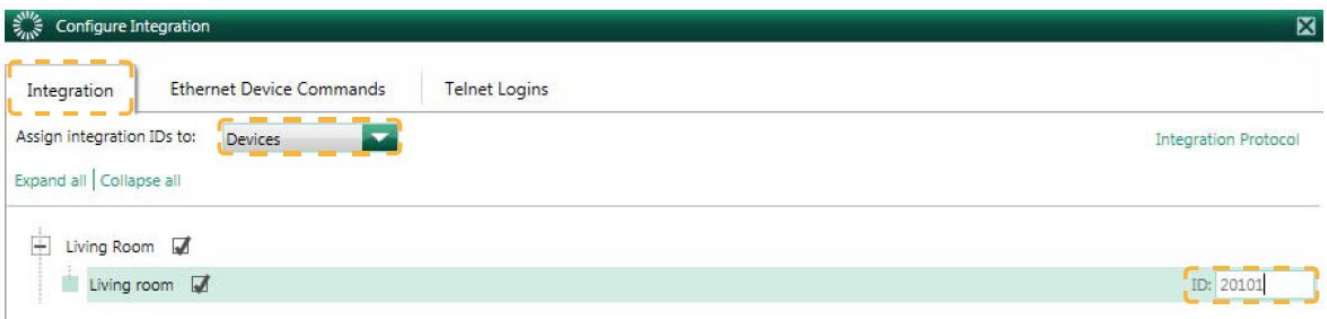 Configure Integration
Integration Ethernet Device Commands Telnet Logins
Assign integration IDs to: Devices Integration Protocol
Expand all | Collapse all
Living Room
Living room ID: 20101